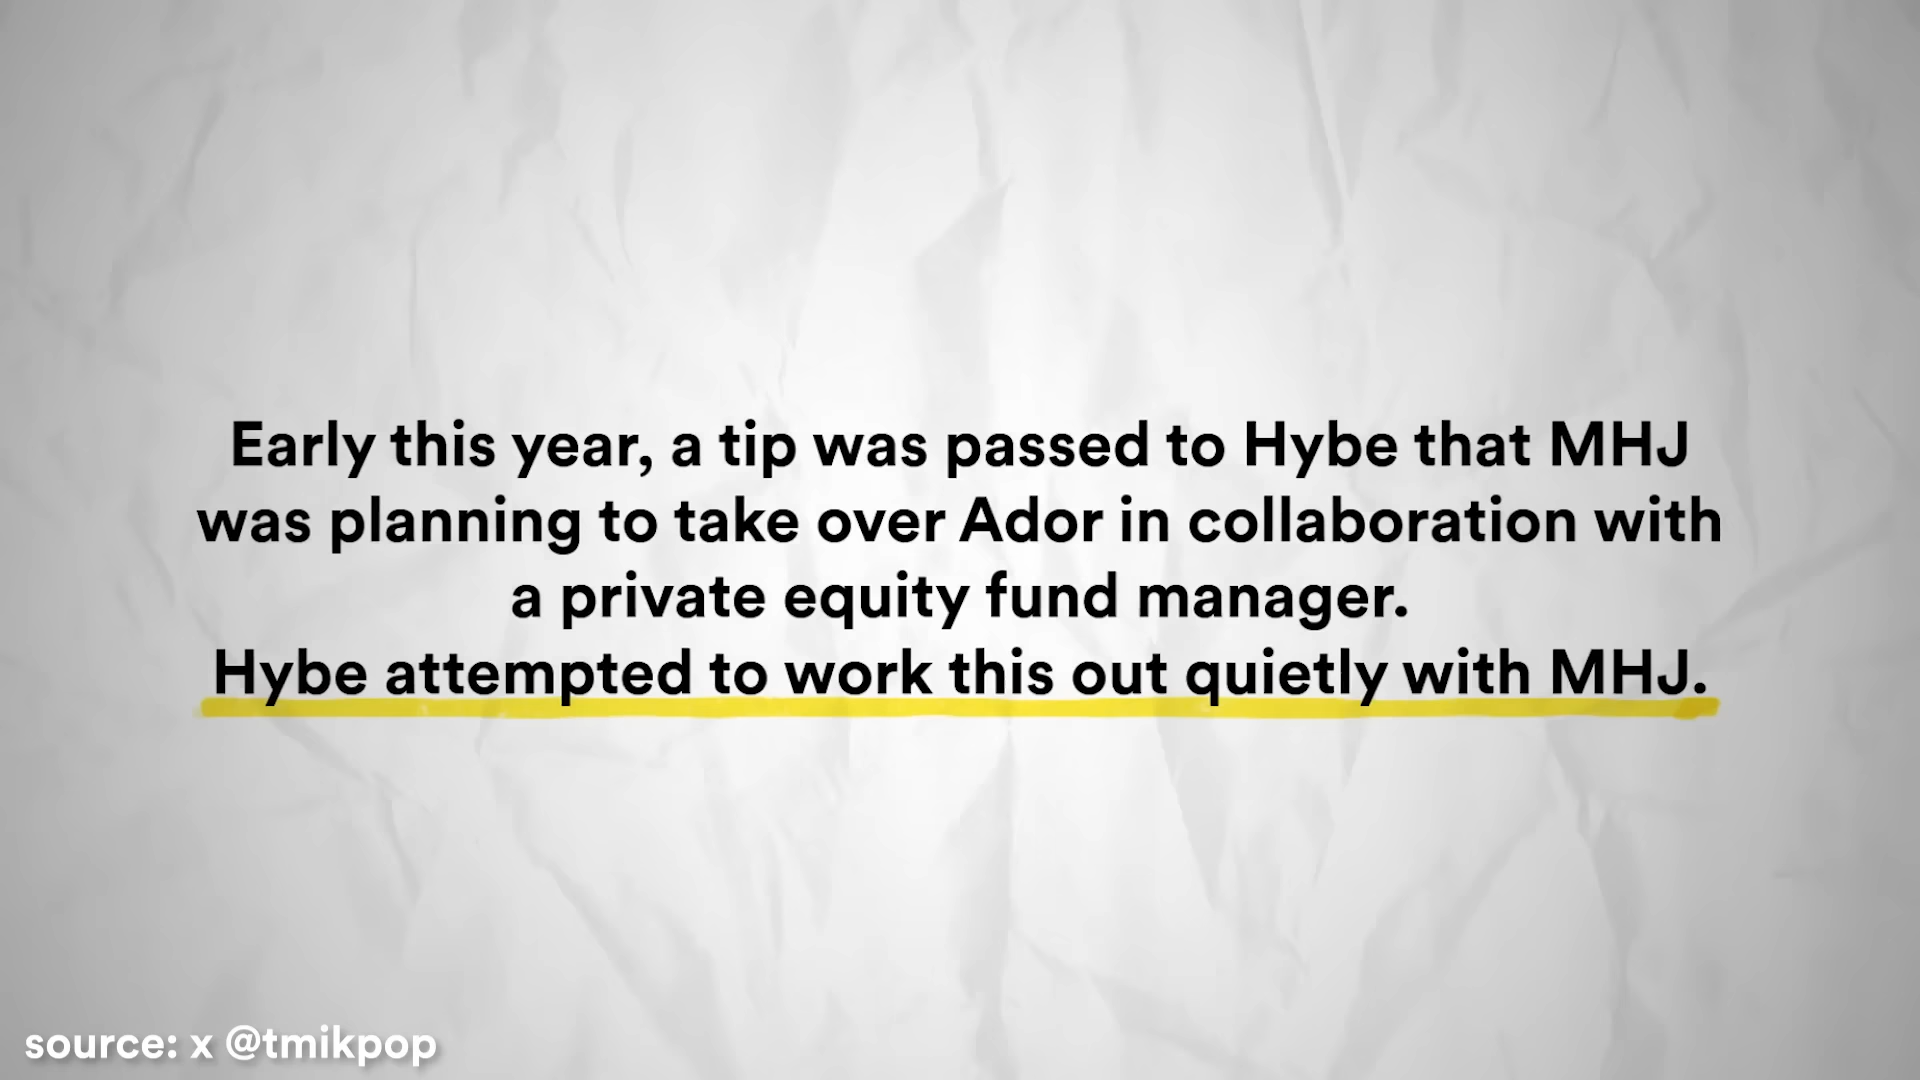 Early this year, a tip was passed to Hybe that MHJ
was planning to take over Ador in collaboration with
a private equity fund manager.
Hybe attempted to work this out quietly with MHJ.
source: x @tmikpop